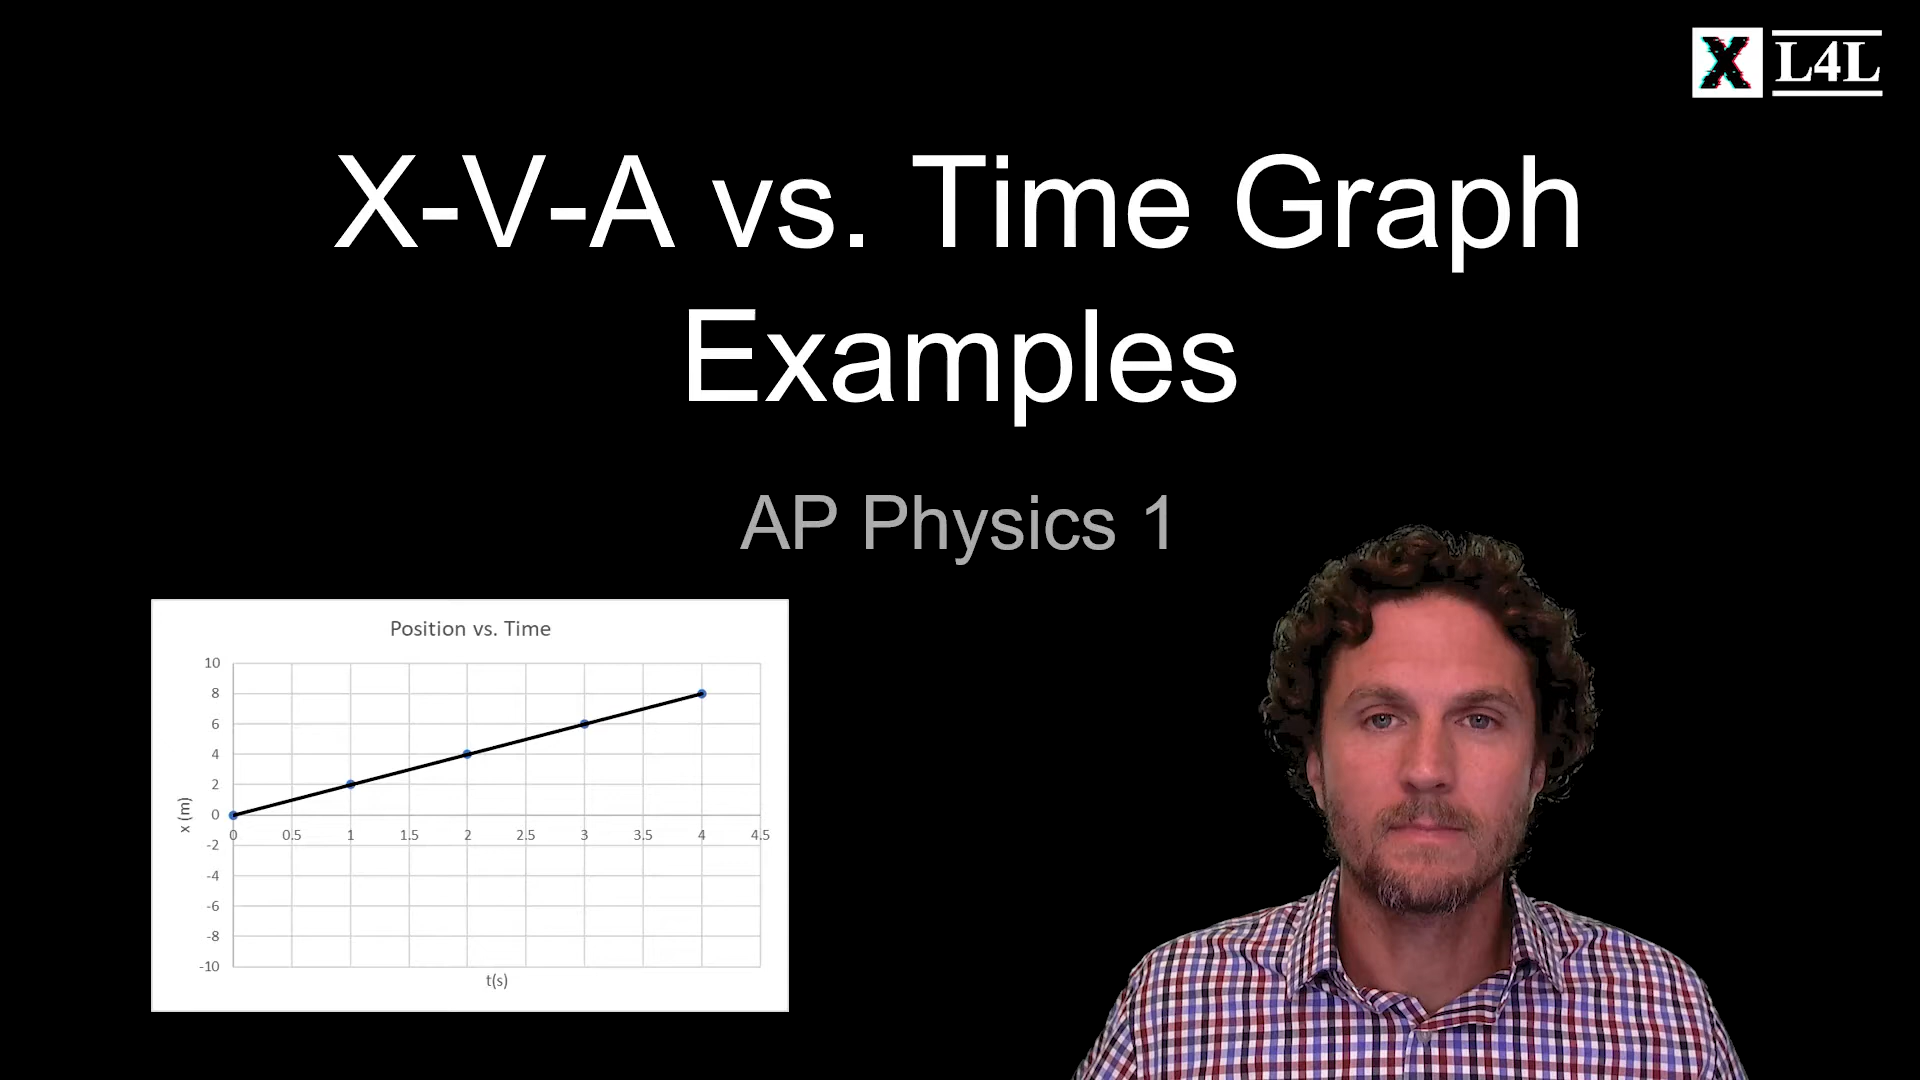 X L4L
X-V-A vs. Time Graph
Examples
AP Physics 1
Position vs. Time
10
8
6
4
2
0
-2
-4
-6
-8
-10
x (m)
0 0.5 1 1.5 2 2.5 3 3.5 4 4.5
t(s)